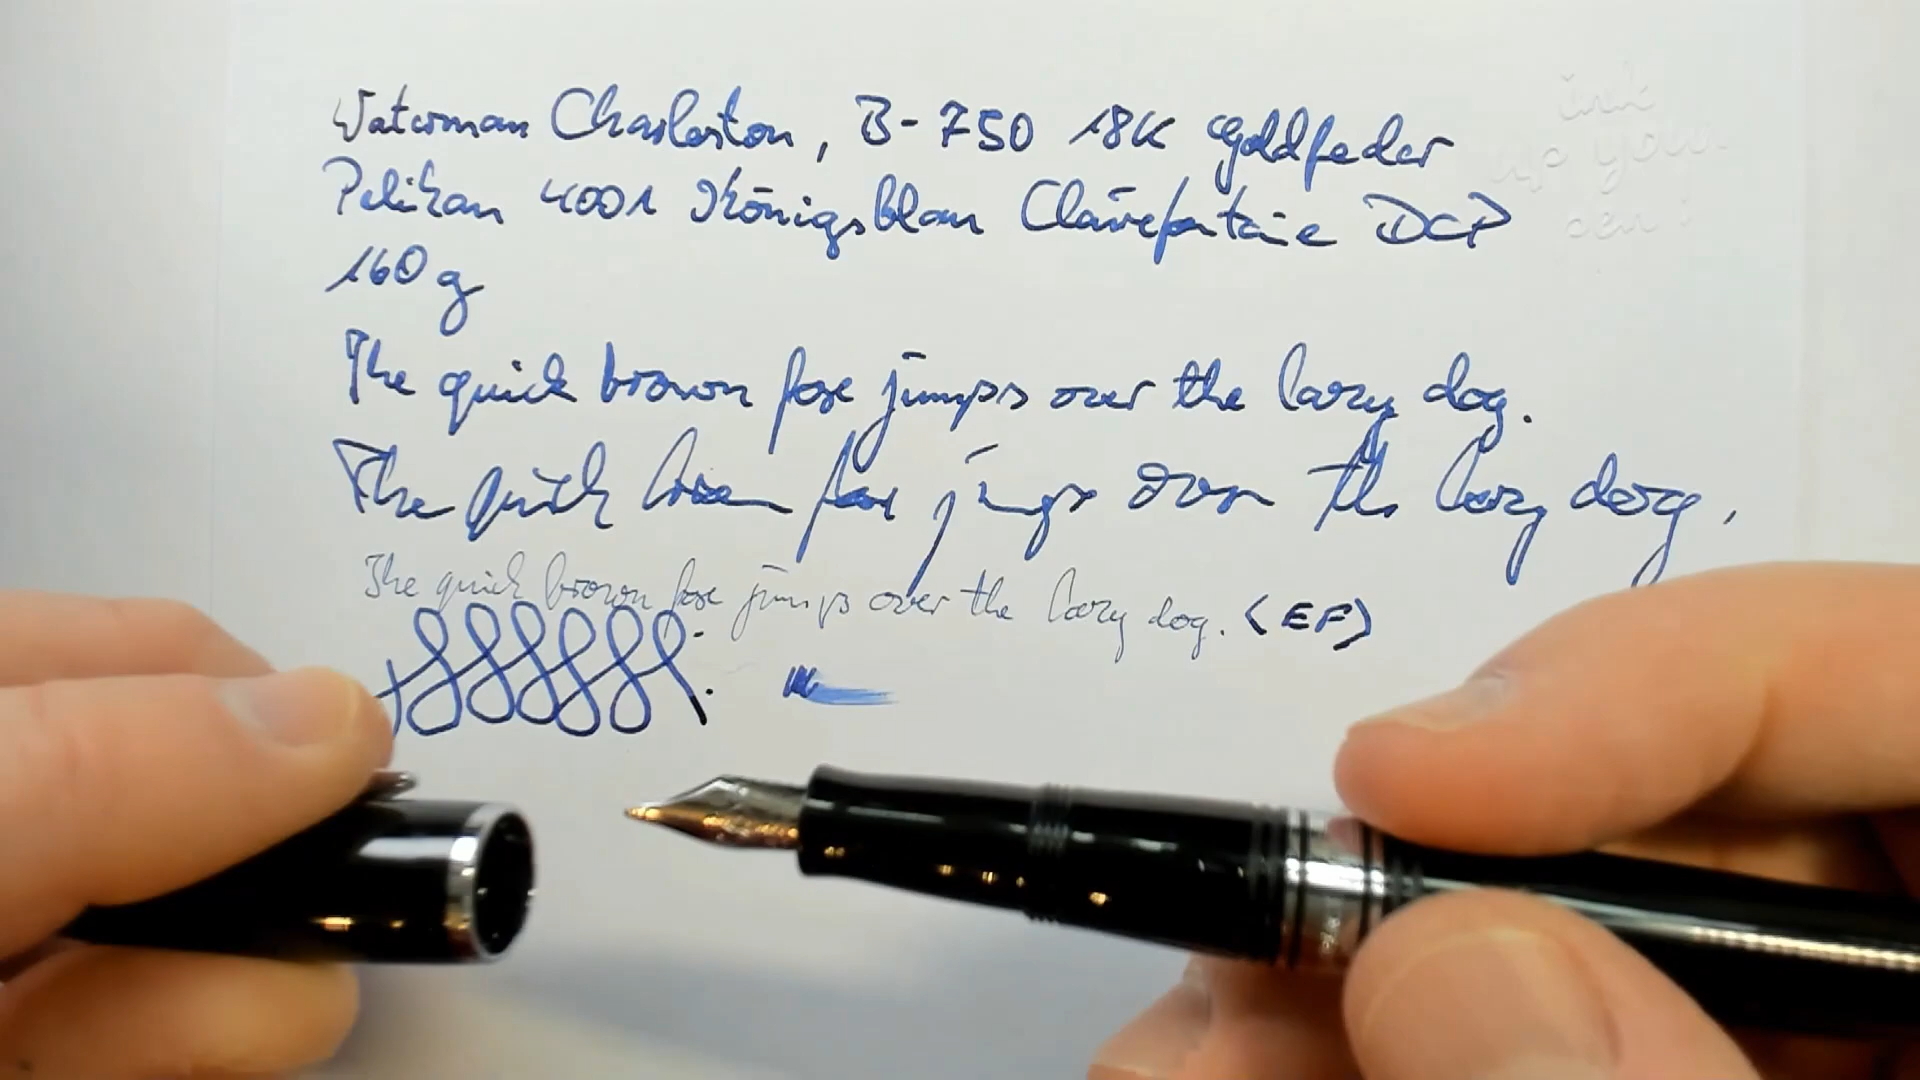 Waterman Charleston, B-750 18K Goldfeder
Pelikan 4001 Königsblau Clairefontaine DCP
160 g
The quick brown foxe jumps over the lazy dog.
The quick brown fox jumps over the lazy dog,
The quick brown foxe jumps over the lazy dog. (EF)
ink
up your
pen!